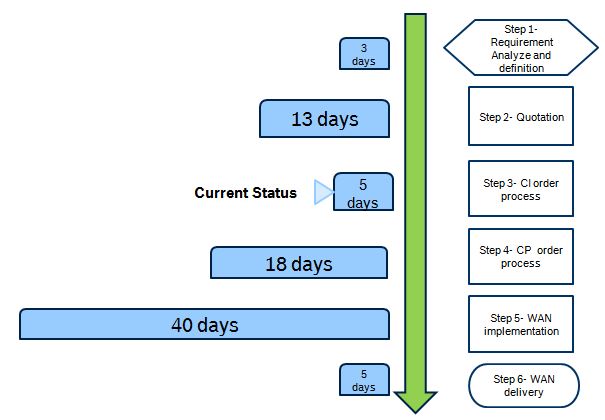 3
days
Step 1-
Requirement
Analyze and
definition
13 days
Step 2- Quotation
Current Status
5
days
Step 3- CI order
process
18 days
Step 4- CP order
process
40 days
Step 5- WAN
implementation
5
days
Step 6- WAN
delivery